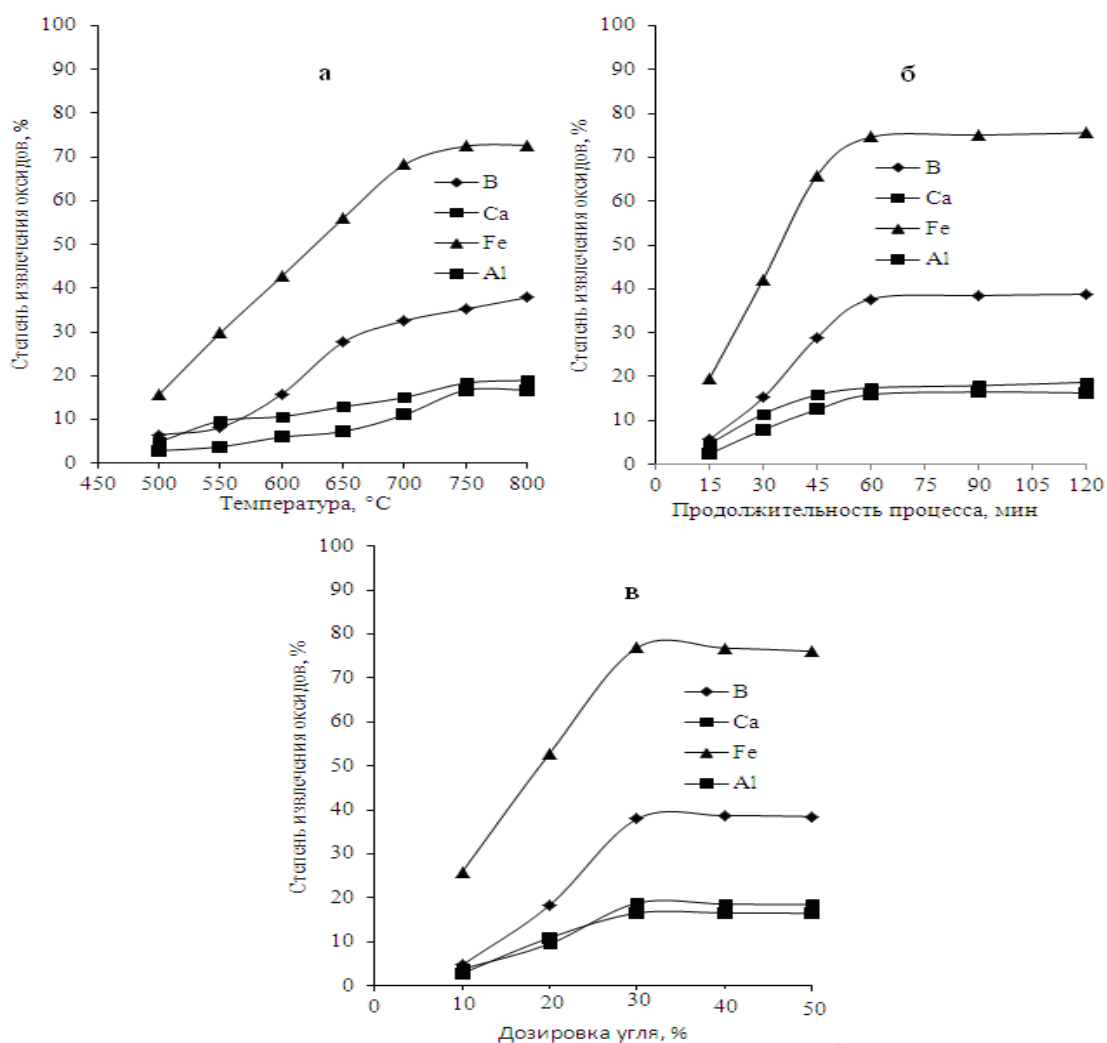 а
Степень извлечения оксидов, %
100
90
80
70
60
50
40
30
20
10
0
B
Ca
Fe
Al
450 500 550 600 650 700 750 800
Температура, °C
б
Степень извлечения оксидов, %
100
90
80
70
60
50
40
30
20
10
0
B
Ca
Fe
Al
0 15 30 45 60 75 90 105 120
Продолжительность процесса, мин
в
Степень извлечения оксидов, %
100
90
80
70
60
50
40
30
20
10
0
B
Ca
Fe
Al
0 10 20 30 40 50
Дозировка угля, %